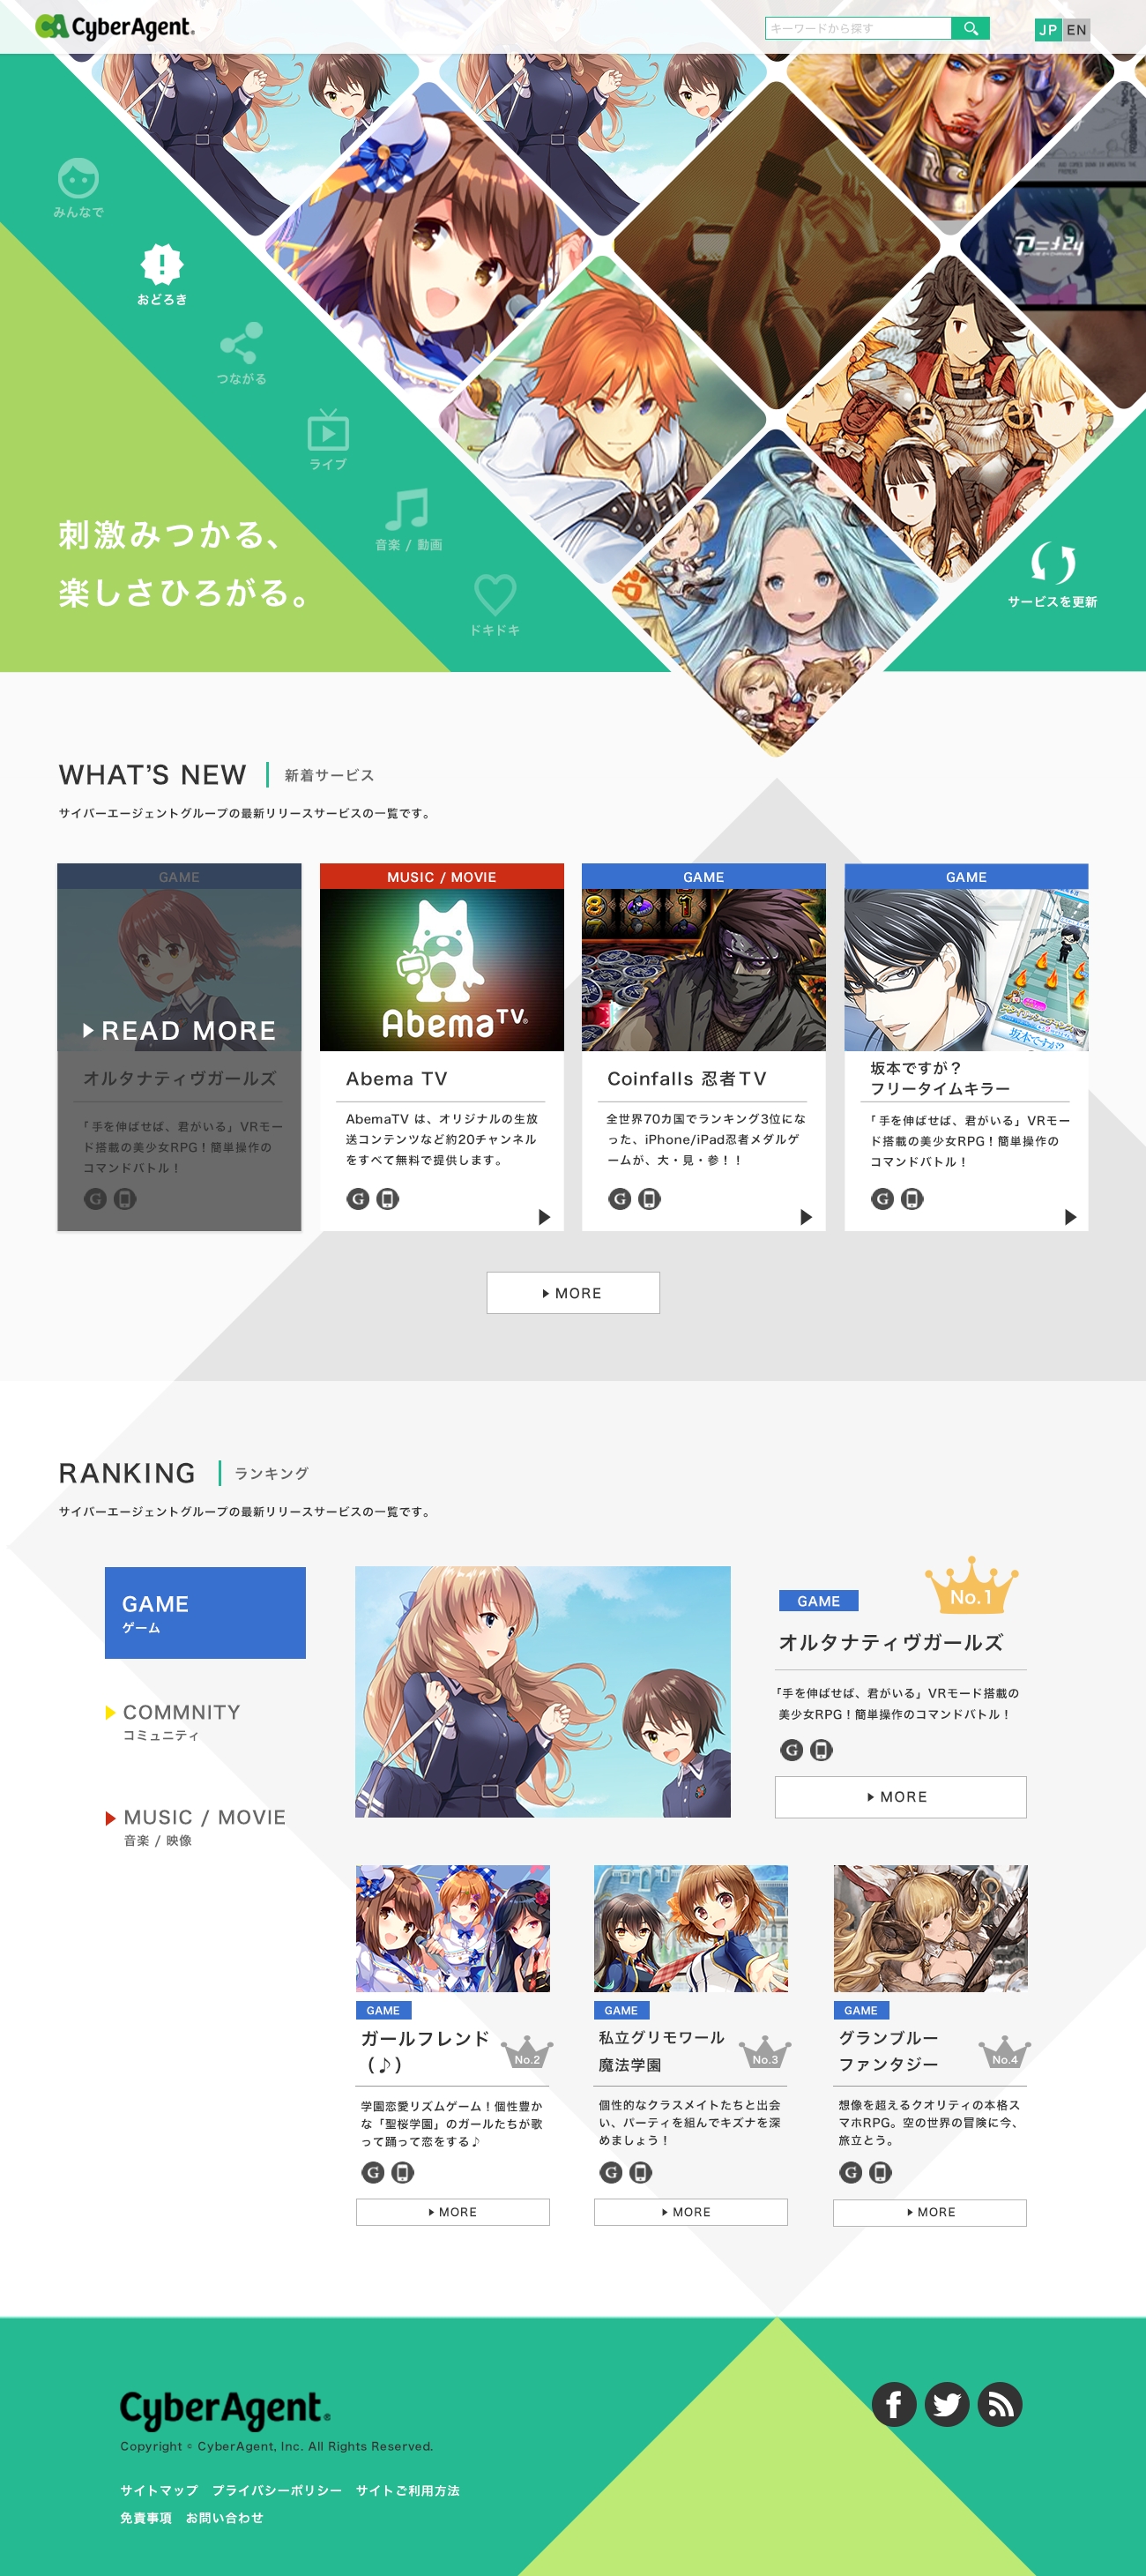 CyberAgent.
キーワードから探す
JP EN
みんなで
おどろき
つながる
ライブ
音楽 / 動画
ドキドキ
アニメ24
刺激みつかる、
楽しさひろがる。
サービスを更新
WHAT'S NEW 新着サービス
サイバーエージェントグループの最新リリースサービスの一覧です。
GAME
READ MORE
オルタナティヴガールズ
「手を伸ばせば、君がいる」VRモー
ド搭載の美少女RPG！簡単操作の
コマンドバトル！
MUSIC / MOVIE
AbemaTV®
Abema TV
AbemaTV は、オリジナルの生放
送コンテンツなど約20チャンネル
をすべて無料で提供します。
GAME
Coinfalls 忍者TV
全世界70カ国でランキング3位にな
った、iPhone/iPad忍者メダルゲ
ームが、大・見・参！！
GAME
坂本ですが?
坂本ですが？
フリータイムキラー
「手を伸ばせば、君がいる」VRモー
ド搭載の美少女RPG！簡単操作の
コマンドバトル！
MORE
RANKING ランキング
サイバーエージェントグループの最新リリースサービスの一覧です。
GAME
ゲーム
COMMNITY
コミュニティ
MUSIC / MOVIE
音楽 / 映像
GAME
No.1
オルタナティヴガールズ
「手を伸ばせば、君がいる」VRモード搭載の
美少女RPG！簡単操作のコマンドバトル！
MORE
GAME
ガールフレンド
（♪）
No.2
学園恋愛リズムゲーム！個性豊か
な「聖桜学園」のガールたちが歌
って踊って恋をする♪
MORE
GAME
私立グリモワール
魔法学園
No.3
個性的なクラスメイトたちと出会
い、パーティを組んでキズナを深
めましょう！
MORE
GAME
グランブルー
ファンタジー
No.4
想像を超えるクオリティの本格ス
マホRPG。空の世界の冒険に今、
旅立とう。
MORE
CyberAgent®
Copyright © CyberAgent, Inc. All Rights Reserved.
サイトマップ プライバシーポリシー サイトご利用方法
免責事項 お問い合わせ